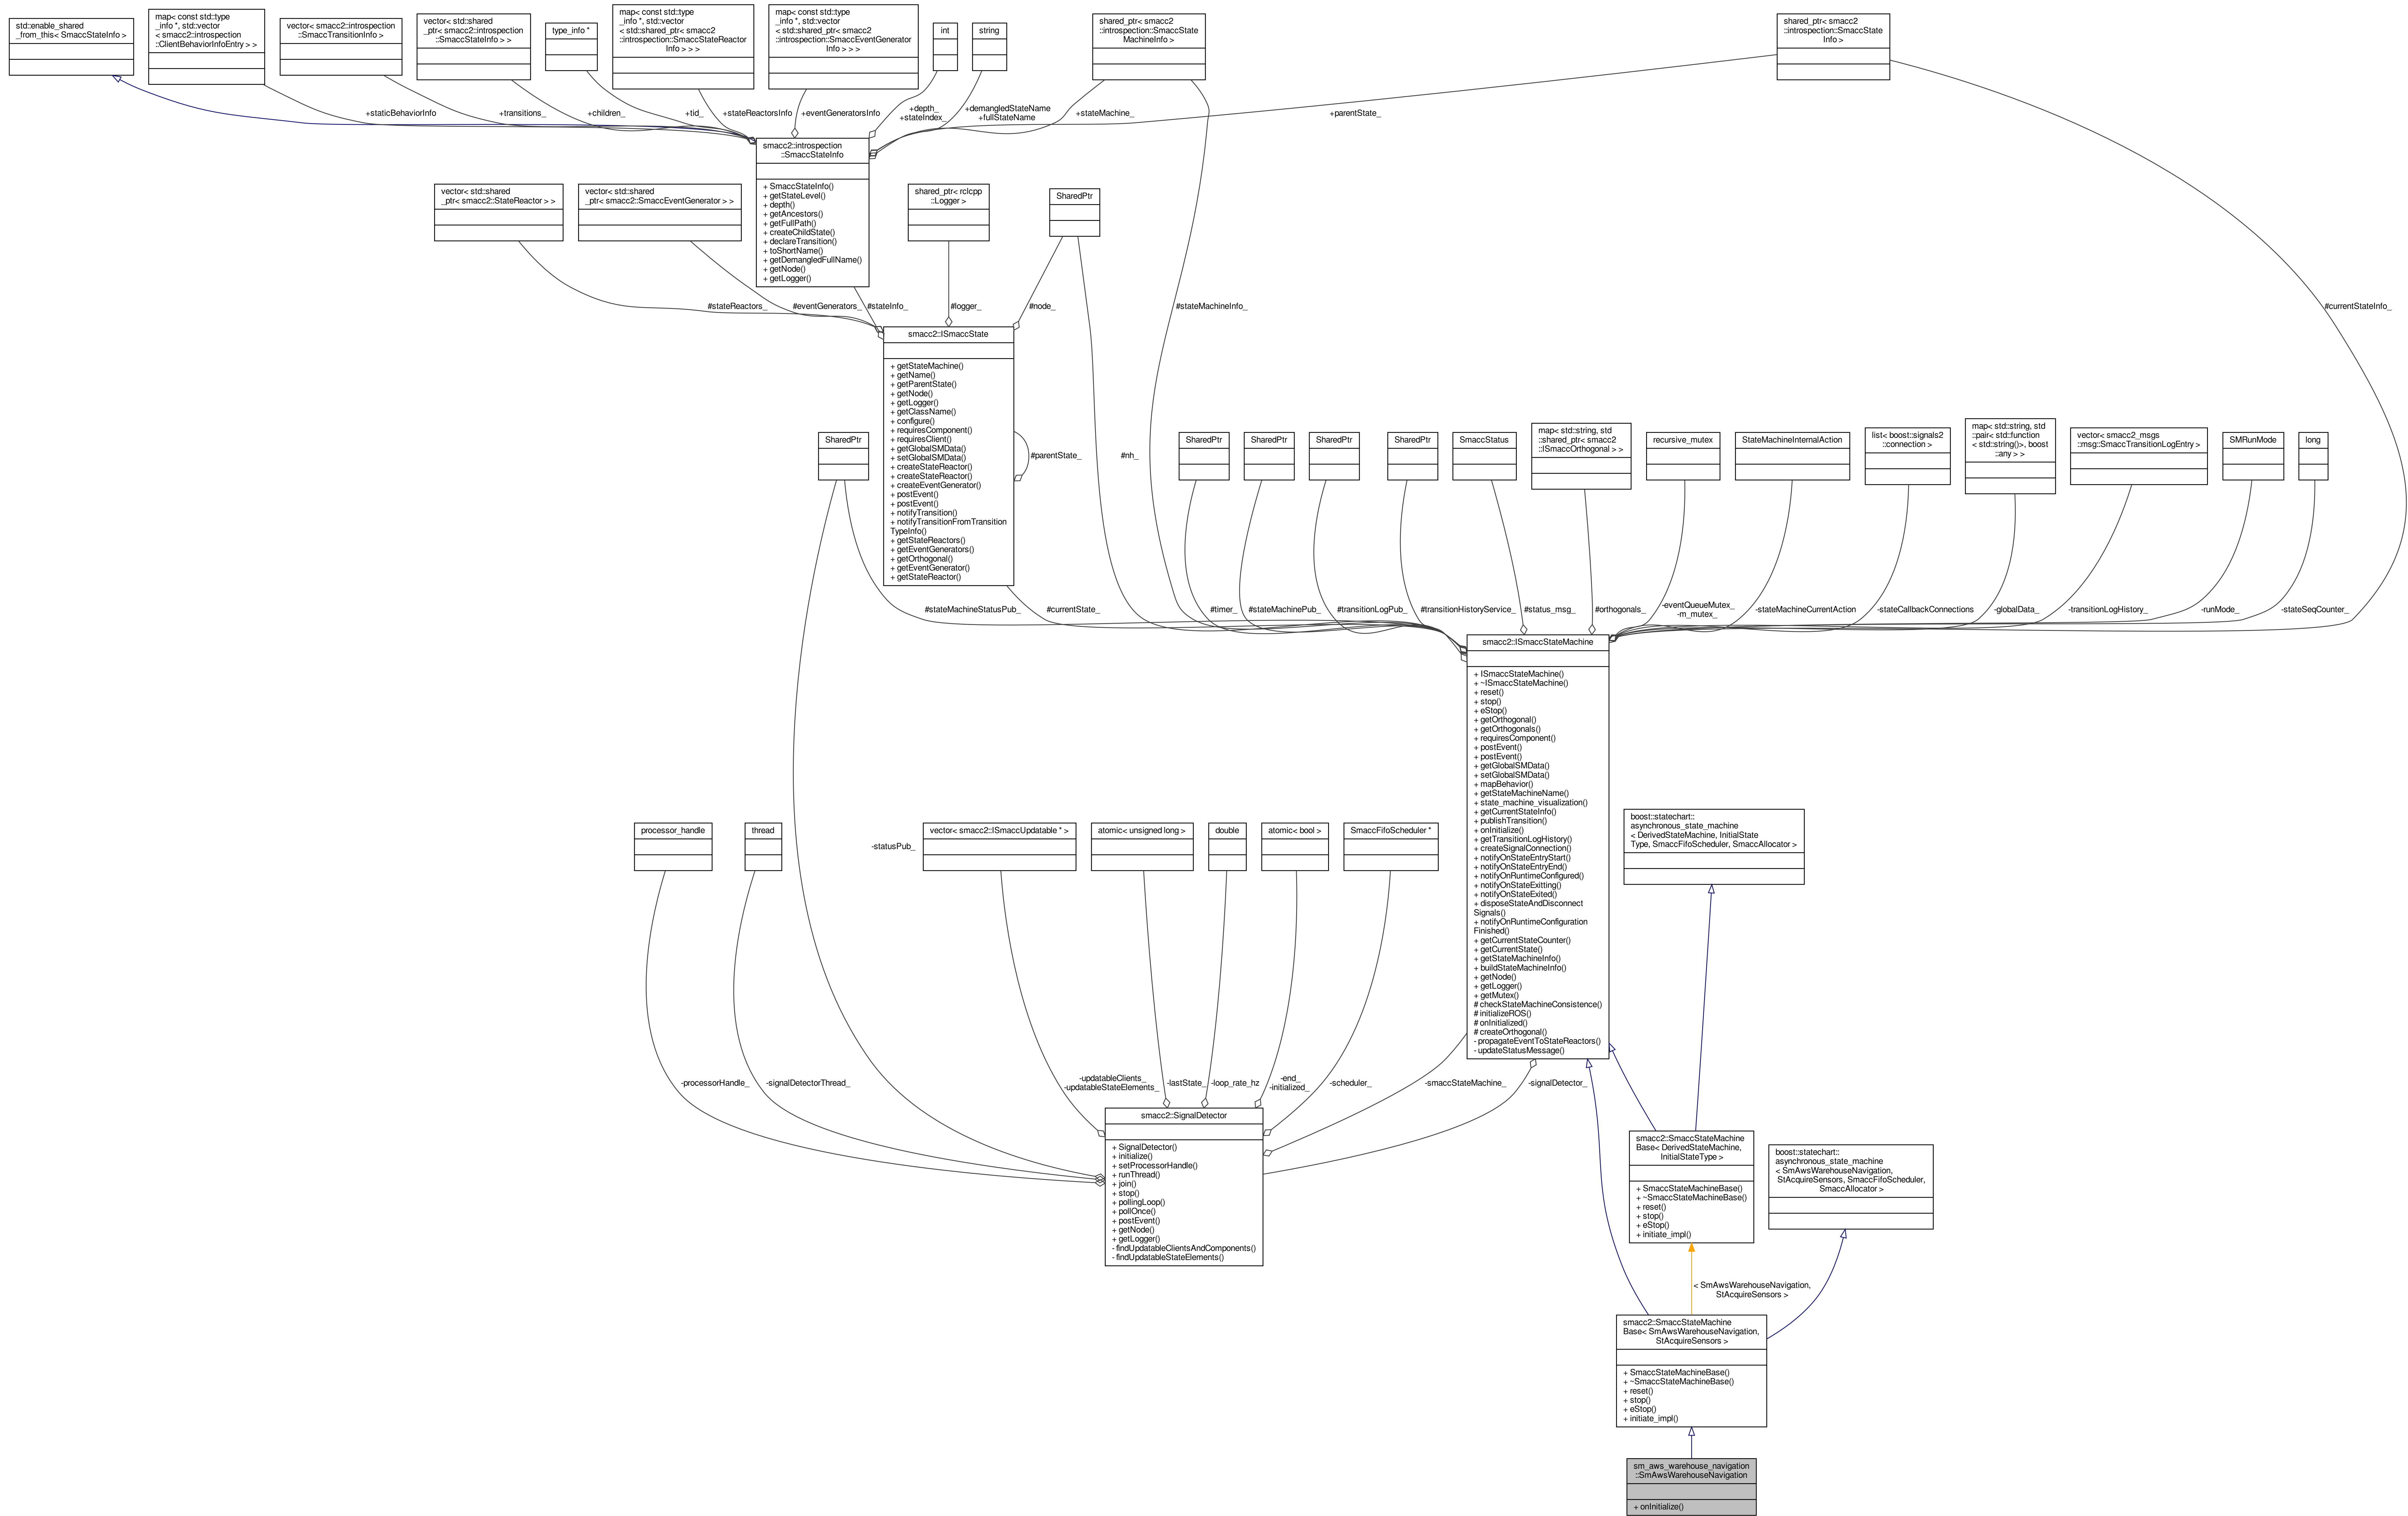 std::enable_shared
_from_this< SmaccStateInfo >
map< const std::type
_info *, std::vector
< smacc2::introspection
::ClientBehaviorInfoEntry > >
vector< smacc2::introspection
::SmaccTransitionInfo >
vector< std::shared
_ptr< smacc2::introspection
::SmaccStateInfo > >
type_info *
map< const std::type
_info *, std::vector
< std::shared_ptr< smacc2
::introspection::SmaccStateReactor
Info > > >
map< const std::type
_info *, std::vector
< std::shared_ptr< smacc2
::introspection::SmaccEventGenerator
Info > > >
int
string
shared_ptr< smacc2
::introspection::SmaccState
MachineInfo >
shared_ptr< smacc2
::introspection::SmaccState
Info >
+staticBehaviorInfo
+transitions_
+children_
+tid_
+stateReactorsInfo
+eventGeneratorsInfo
+depth_
+stateIndex_
+demangledStateName
+fullStateName
+stateMachine_
+parentState_
smacc2::introspection
::SmaccStateInfo
+ SmaccStateInfo()
+ getStateLevel()
+ depth()
+ getAncestors()
+ getFullPath()
+ createChildState()
+ declareTransition()
+ toShortName()
+ getDemangledFullName()
+ getNode()
+ getLogger()
vector< std::shared
_ptr< smacc2::StateReactor > >
vector< std::shared
_ptr< smacc2::SmaccEventGenerator > >
shared_ptr< rclcpp
::Logger >
SharedPtr
#stateReactors_
#eventGenerators_
#stateInfo_
#logger_
#node_
#stateMachineInfo_
#currentStateInfo_
smacc2::ISmaccState
+ getStateMachine()
+ getName()
+ getParentState()
+ getNode()
+ getLogger()
+ getClassName()
+ configure()
+ requiresComponent()
+ requiresClient()
+ getGlobalSMData()
+ setGlobalSMData()
+ createStateReactor()
+ createStateReactor()
+ createEventGenerator()
+ postEvent()
+ postEvent()
+ notifyTransition()
+ notifyTransitionFromTransition
TypeInfo()
+ getStateReactors()
+ getEventGenerators()
+ getOrthogonal()
+ getEventGenerator()
+ getStateReactor()
#parentState_
#nh_
SharedPtr
SharedPtr
SharedPtr
SharedPtr
SharedPtr
SmaccStatus
map< std::string, std
::shared_ptr< smacc2
::ISmaccOrthogonal > >
recursive_mutex
StateMachineInternalAction
list< boost::signals2
::connection >
map< std::string, std
::pair< std::function
< std::string()>, boost
::any > >
vector< smacc2_msgs
::msg::SmaccTransitionLogEntry >
SMRunMode
long
#stateMachineStatusPub_
#currentState_
#timer_
#stateMachinePub_
#transitionLogPub_
#transitionHistoryService_
#status_msg_
#orthogonals_
-eventQueueMutex_
-m_mutex_
-stateMachineCurrentAction
-stateCallbackConnections
-globalData_
-transitionLogHistory_
-runMode_
-stateSeqCounter_
smacc2::ISmaccStateMachine
+ ISmaccStateMachine()
+ ~ISmaccStateMachine()
+ reset()
+ stop()
+ eStop()
+ getOrthogonal()
+ getOrthogonals()
+ requiresComponent()
+ postEvent()
+ postEvent()
+ getGlobalSMData()
+ setGlobalSMData()
+ mapBehavior()
+ getStateMachineName()
+ state_machine_visualization()
+ getCurrentStateInfo()
+ publishTransition()
+ onInitialize()
+ getTransitionLogHistory()
+ createSignalConnection()
+ notifyOnStateEntryStart()
+ notifyOnStateEntryEnd()
+ notifyOnRuntimeConfigured()
+ notifyOnStateExitting()
+ notifyOnStateExited()
+ disposeStateAndDisconnect
Signals()
+ notifyOnRuntimeConfiguration
Finished()
+ getCurrentStateCounter()
+ getCurrentState()
+ getStateMachineInfo()
+ buildStateMachineInfo()
+ getNode()
+ getLogger()
+ getMutex()
# checkStateMachineConsistence()
# initializeROS()
# onInitialized()
# createOrthogonal()
- propagateEventToStateReactors()
- updateStatusMessage()
processor_handle
thread
-statusPub_
vector< smacc2::ISmaccUpdatable * >
atomic< unsigned long >
double
atomic< bool >
SmaccFifoScheduler *
boost::statechart::
asynchronous_state_machine
< DerivedStateMachine, InitialState
Type, SmaccFifoScheduler, SmaccAllocator >
-processorHandle_
-signalDetectorThread_
-updatableClients_
-updatableStateElements_
-lastState_
-loop_rate_hz
-end_
-initialized_
-scheduler_
-smaccStateMachine_
-signalDetector_
smacc2::SignalDetector
+ SignalDetector()
+ initialize()
+ setProcessorHandle()
+ runThread()
+ join()
+ stop()
+ pollingLoop()
+ pollOnce()
+ postEvent()
+ getNode()
+ getLogger()
- findUpdatableClientsAndComponents()
- findUpdatableStateElements()
smacc2::SmaccStateMachine
Base< DerivedStateMachine,
InitialStateType >
+ SmaccStateMachineBase()
+ ~SmaccStateMachineBase()
+ reset()
+ stop()
+ eStop()
+ initiate_impl()
boost::statechart::
asynchronous_state_machine
< SmAwsWarehouseNavigation,
StAcquireSensors, SmaccFifoScheduler,
SmaccAllocator >
< SmAwsWarehouseNavigation,
StAcquireSensors >
smacc2::SmaccStateMachine
Base< SmAwsWarehouseNavigation,
StAcquireSensors >
+ SmaccStateMachineBase()
+ ~SmaccStateMachineBase()
+ reset()
+ stop()
+ eStop()
+ initiate_impl()
sm_aws_warehouse_navigation
::SmAwsWarehouseNavigation
+ onInitialize()